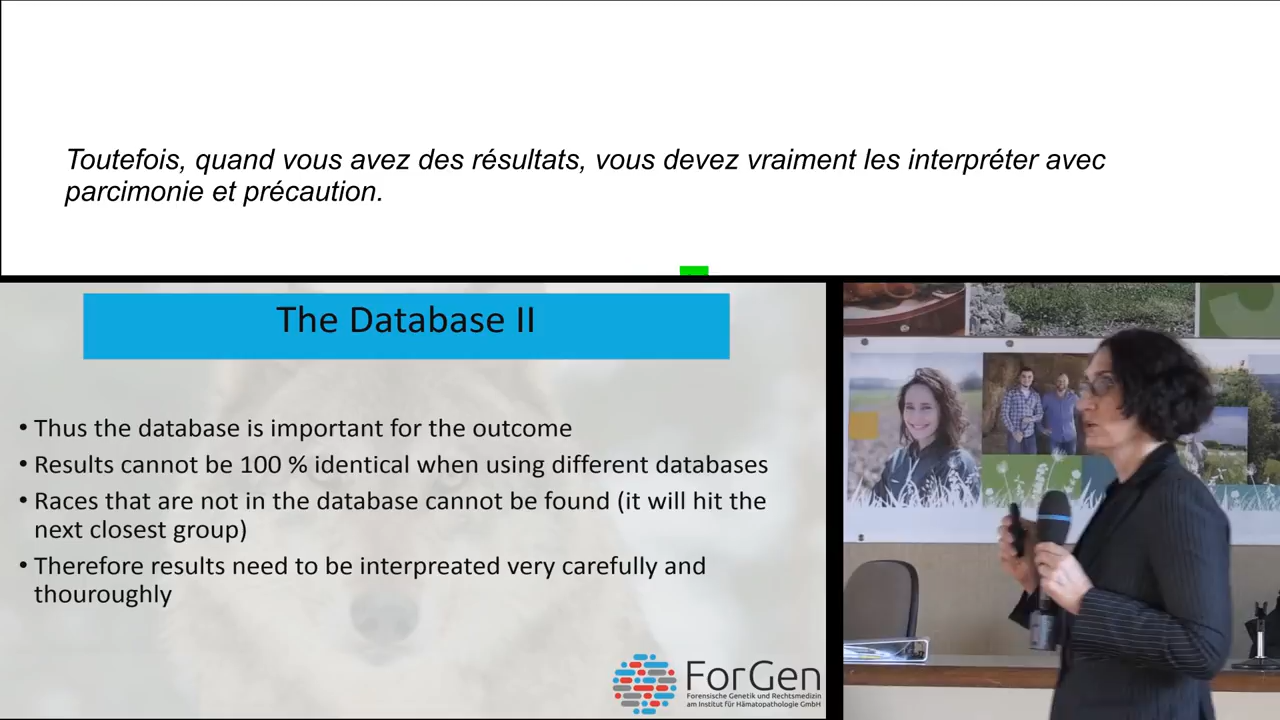 Toutefois, quand vous avez des résultats, vous devez vraiment les interpréter avec
parcimonie et précaution.
The Database II
• Thus the database is important for the outcome
• Results cannot be 100 % identical when using different databases
• Races that are not in the database cannot be found (it will hit the
next closest group)
• Therefore results need to be interpreated very carefully and
thouroughly
ForGen
Forensische Genetik und Rechtsmedizin
am Institut für Hämatopathologie GmbH